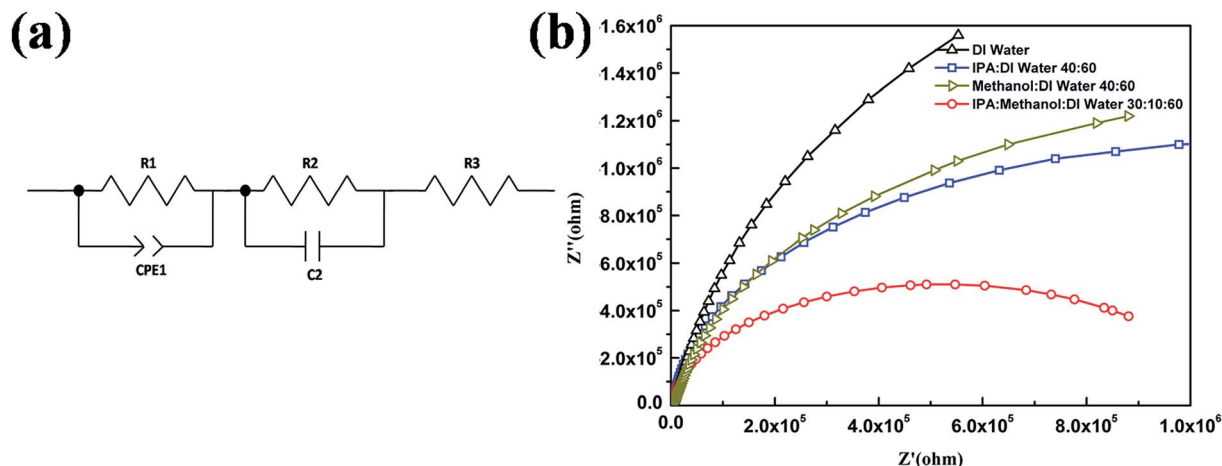 (a)
R1
R2
R3
CPE1
C2
(b)
1.6x10⁶
1.4x10⁶
1.2x10⁶
1.0x10⁶
8.0x10⁵
6.0x10⁵
4.0x10⁵
2.0x10⁵
0.0
Z''(ohm)
DI Water
IPA:DI Water 40:60
Methanol:DI Water 40:60
IPA:Methanol:DI Water 30:10:60
0.0 2.0x10⁵ 4.0x10⁵ 6.0x10⁵ 8.0x10⁵ 1.0x10⁶
Z'(ohm)